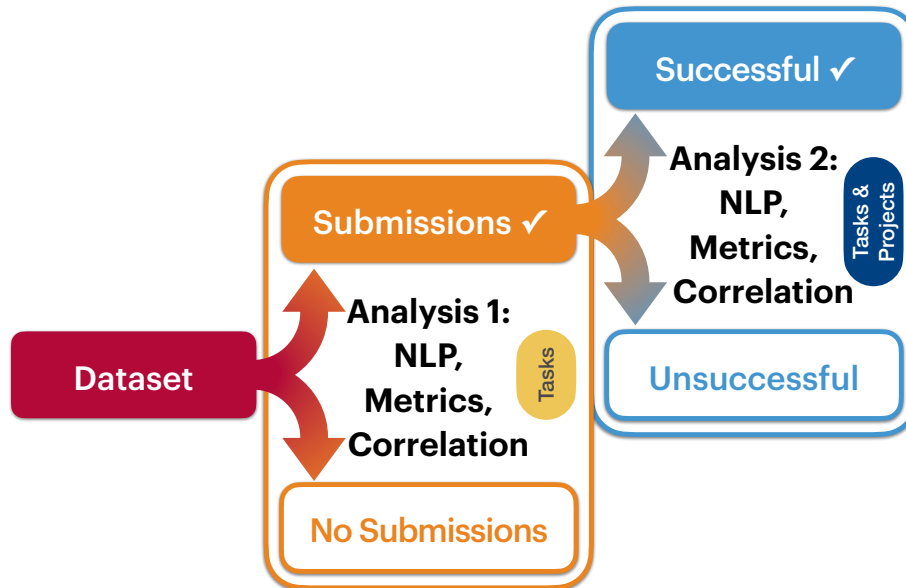 Dataset
Submissions ✓
Analysis 1:
NLP,
Metrics,
Correlation
Tasks
No Submissions
Successful ✓
Analysis 2:
NLP,
Metrics,
Correlation
Tasks &
Projects
Unsuccessful